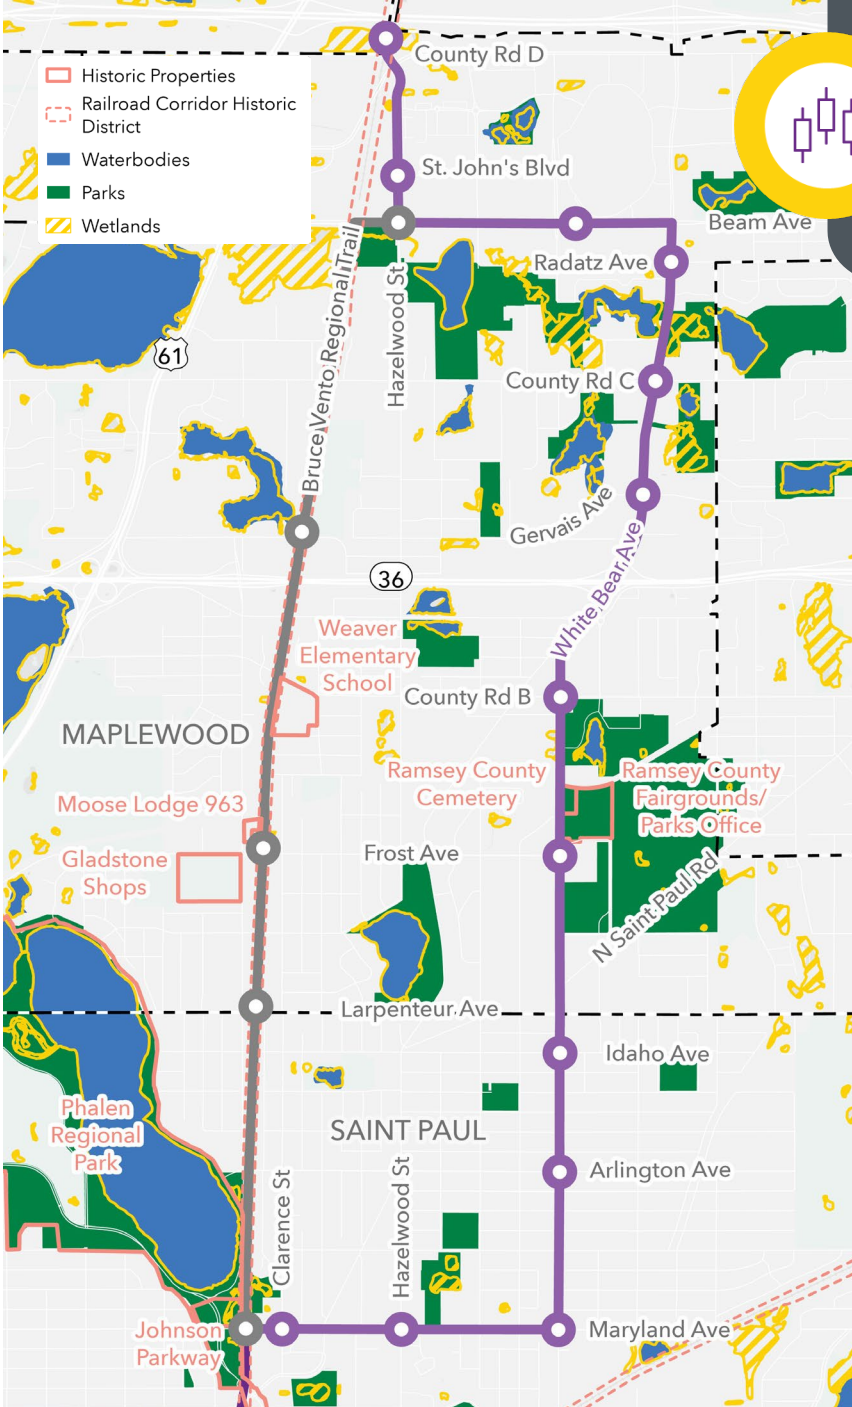 County Rd D
Historic Properties
Railroad Corridor Historic
District
Waterbodies
Parks
Wetlands
St. John's Blvd
Beam Ave
Radatz Ave
Bruce Vento Regional Trail
Hazelwood St
61
County Rd C
Gervais Ave
36
White Bear Ave
Weaver
Elementary
School
County Rd B
MAPLEWOOD
Ramsey County
Cemetery
Ramsey County
Fairgrounds/
Parks Office
Moose Lodge 963
Gladstone
Shops
Frost Ave
N Saint Paul Rd
Larpenteur Ave
Idaho Ave
Phalen
Regional
Park
SAINT PAUL
Arlington Ave
Clarence St
Hazelwood St
Johnson
Parkway
Maryland Ave